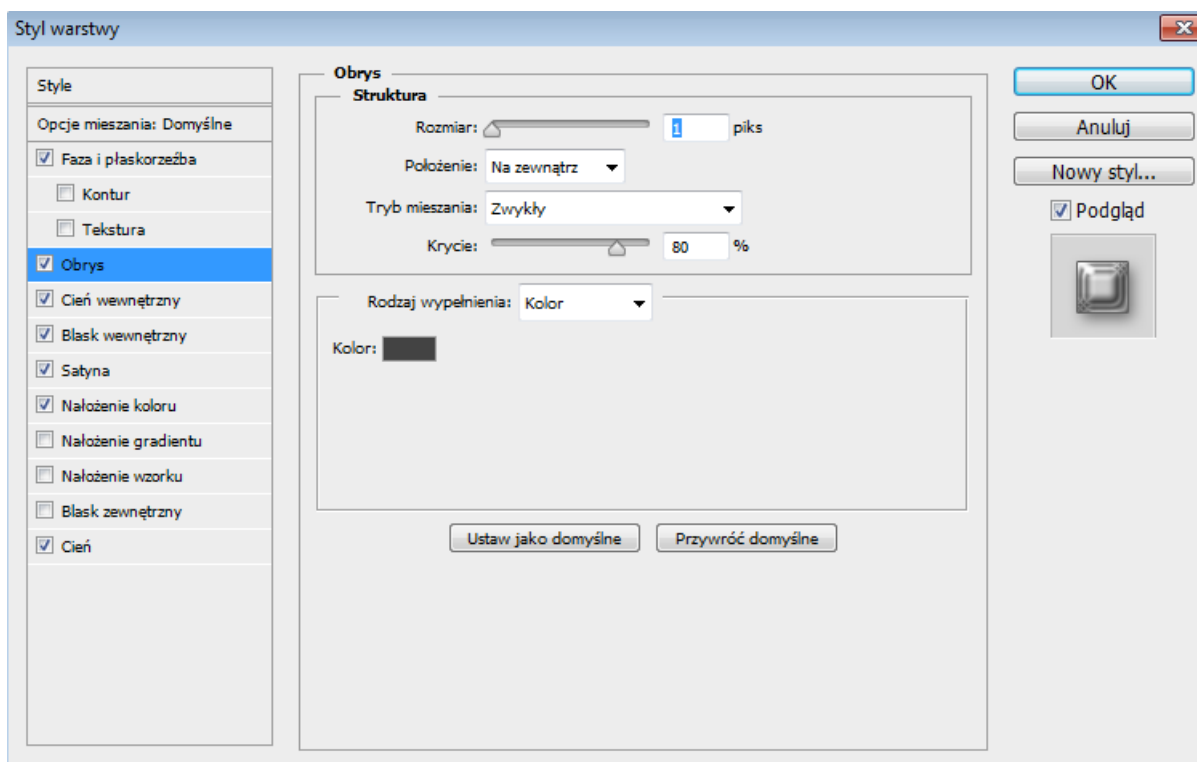 Styl warstwy
Style
Opcje mieszania: Domyślne
Faza i płaskorzeźba
Kontur
Tekstura
Obrys
Cień wewnętrzny
Blask wewnętrzny
Satyna
Nałożenie koloru
Nałożenie gradientu
Nałożenie wzorku
Blask zewnętrzny
Cień
Obrys
Struktura
Rozmiar: 1 piks
Położenie: Na zewnątrz
Tryb mieszania: Zwykły
Krycie: 80 %
Rodzaj wypełnienia: Kolor
Kolor:
Ustaw jako domyślne Przywróć domyślne
OK
Anuluj
Nowy styl...
Podgląd